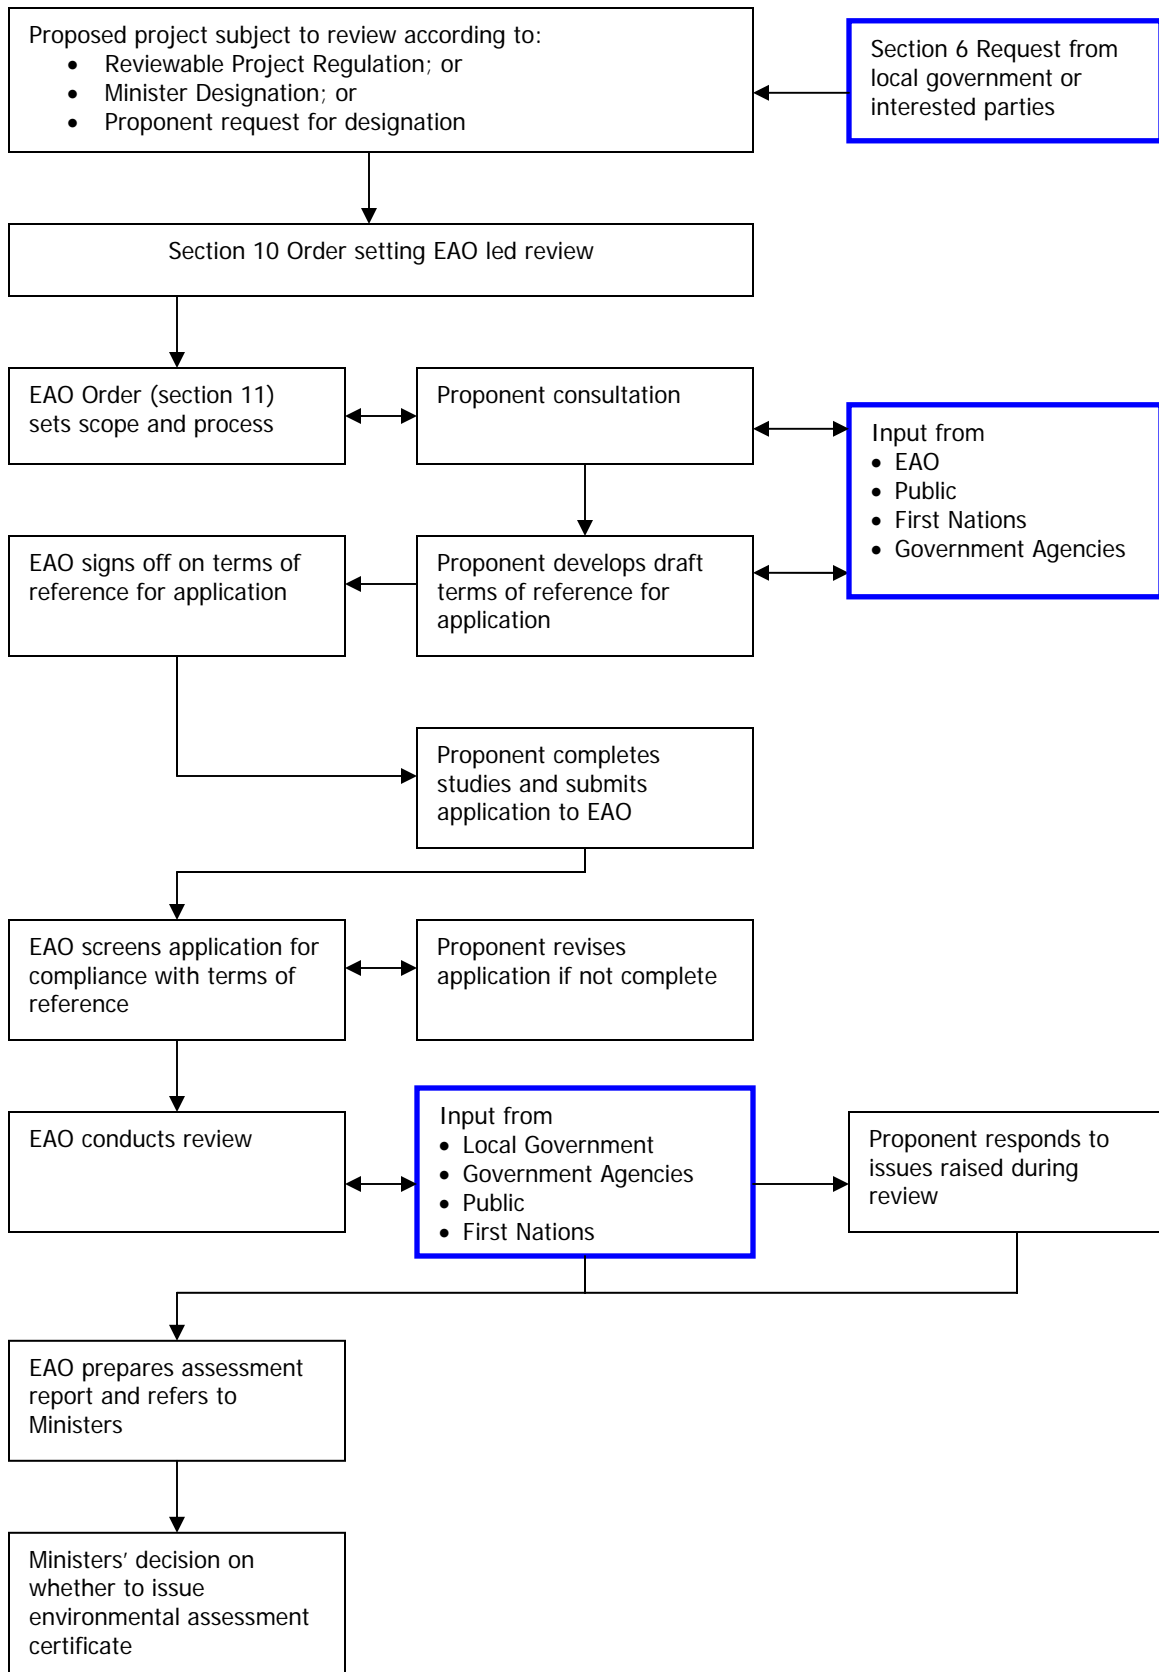 Proposed project subject to review according to:
• Reviewable Project Regulation; or
• Minister Designation; or
• Proponent request for designation
Section 6 Request from
local government or
interested parties
Section 10 Order setting EAO led review
EAO Order (section 11)
sets scope and process
Proponent consultation
Input from
• EAO
• Public
• First Nations
• Government Agencies
EAO signs off on terms of
reference for application
Proponent develops draft
terms of reference for
application
Proponent completes
studies and submits
application to EAO
EAO screens application for
compliance with terms of
reference
Proponent revises
application if not complete
EAO conducts review
Input from
• Local Government
• Government Agencies
• Public
• First Nations
Proponent responds to
issues raised during
review
EAO prepares assessment
report and refers to
Ministers
Ministers’ decision on
whether to issue
environmental assessment
certificate